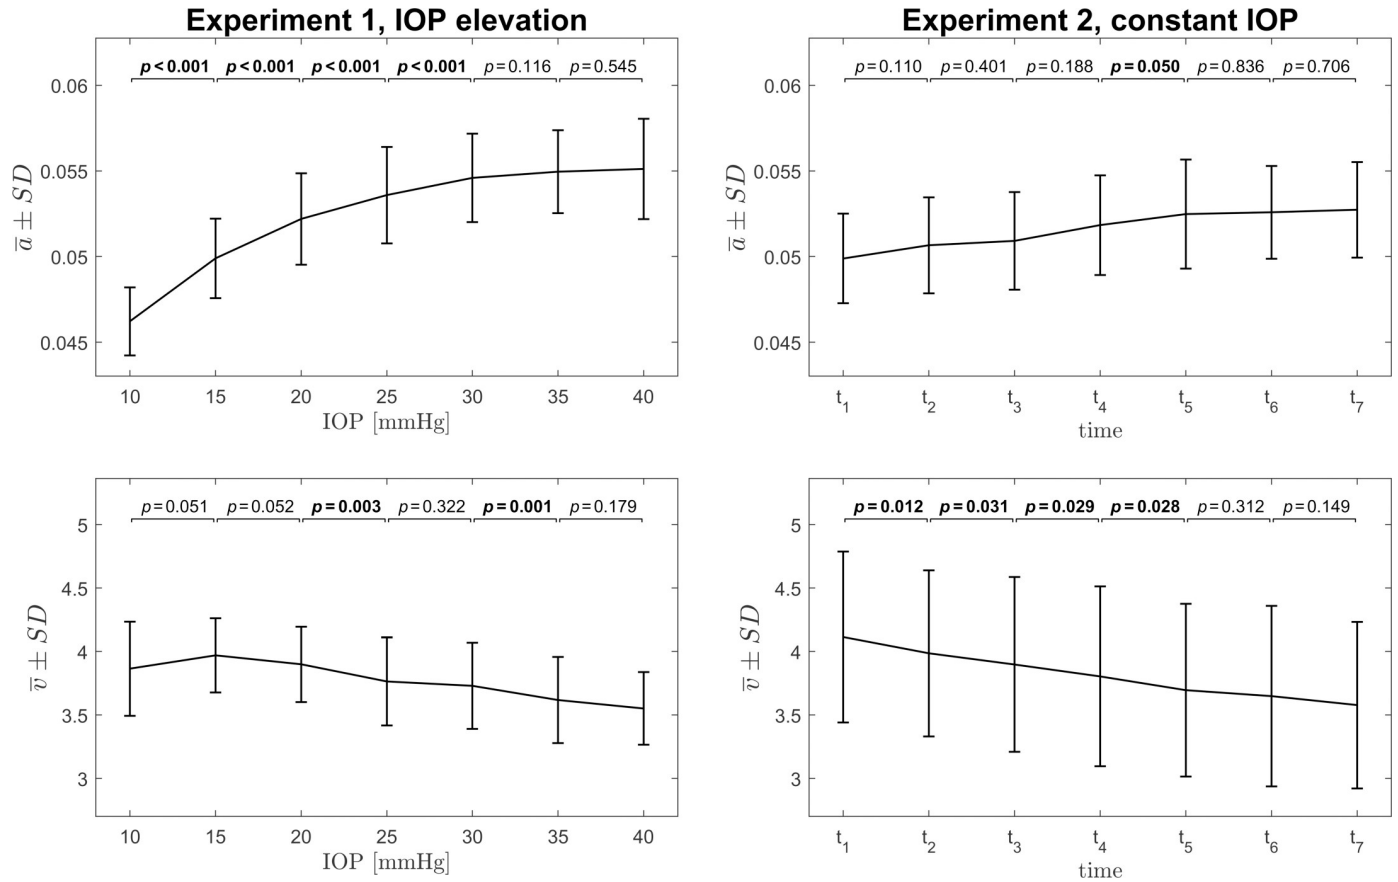 Experiment 1, IOP elevation
p < 0.001 p < 0.001 p < 0.001 p < 0.001 p = 0.116 p = 0.545
0.06
0.055
0.05
0.045
a̅ ± SD
10 15 20 25 30 35 40
IOP [mmHg]
Experiment 2, constant IOP
p = 0.110 p = 0.401 p = 0.188 p = 0.050 p = 0.836 p = 0.706
0.06
0.055
0.05
0.045
a̅ ± SD
t₁ t₂ t₃ t₄ t₅ t₆ t₇
time
p = 0.051 p = 0.052 p = 0.003 p = 0.322 p = 0.001 p = 0.179
5
4.5
4
3.5
3
v̅ ± SD
10 15 20 25 30 35 40
IOP [mmHg]
p = 0.012 p = 0.031 p = 0.029 p = 0.028 p = 0.312 p = 0.149
5
4.5
4
3.5
3
v̅ ± SD
t₁ t₂ t₃ t₄ t₅ t₆ t₇
time